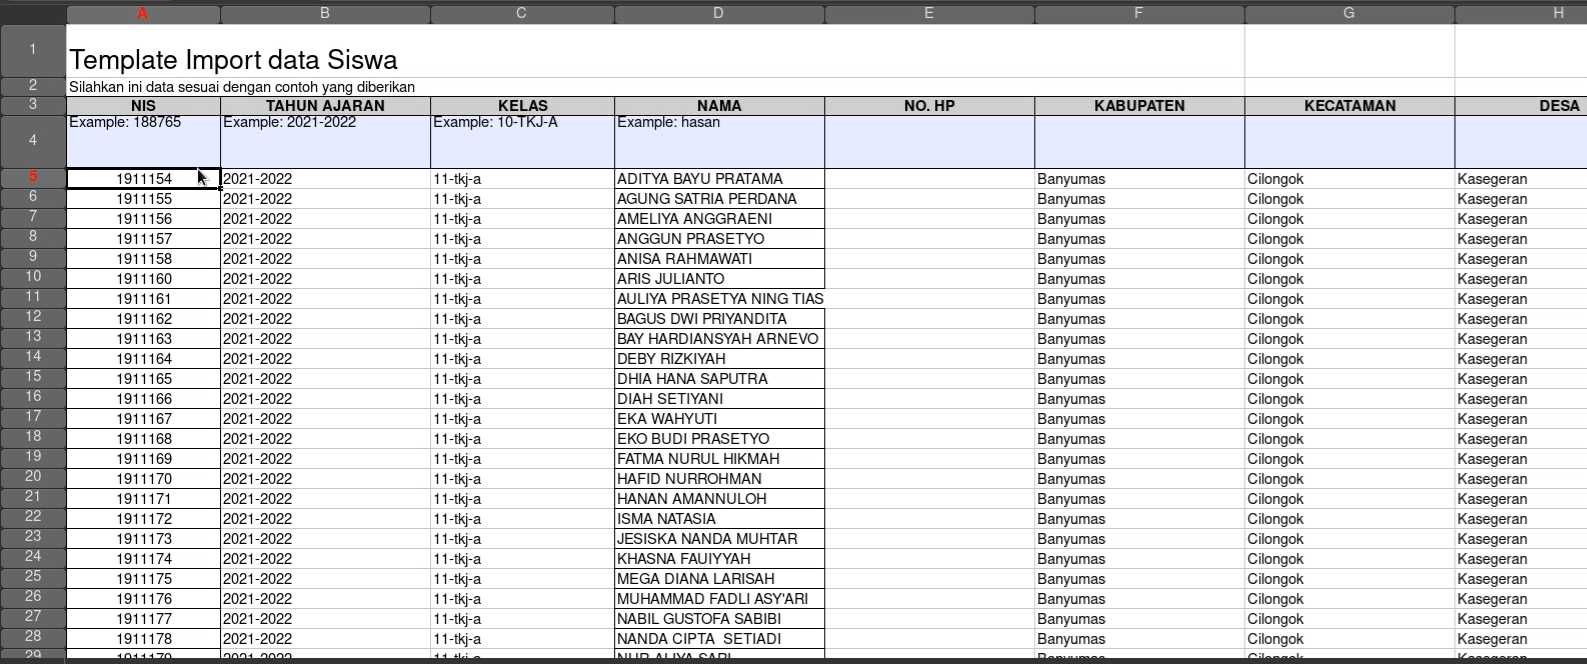 A B C D E F G H
1 Template Import data Siswa
2 Silahkan ini data sesuai dengan contoh yang diberikan
3 NIS TAHUN AJARAN KELAS NAMA NO. HP KABUPATEN KECATAMAN DESA
4 Example: 188765 Example: 2021-2022 Example: 10-TKJ-A Example: hasan
5 1911154 2021-2022 11-tkj-a ADITYA BAYU PRATAMA Banyumas Cilongok Kasegeran
6 1911155 2021-2022 11-tkj-a AGUNG SATRIA PERDANA Banyumas Cilongok Kasegeran
7 1911156 2021-2022 11-tkj-a AMELIYA ANGGRAENI Banyumas Cilongok Kasegeran
8 1911157 2021-2022 11-tkj-a ANGGUN PRASETYO Banyumas Cilongok Kasegeran
9 1911158 2021-2022 11-tkj-a ANISA RAHMAWATI Banyumas Cilongok Kasegeran
10 1911160 2021-2022 11-tkj-a ARIS JULIANTO Banyumas Cilongok Kasegeran
11 1911161 2021-2022 11-tkj-a AULIYA PRASETYA NING TIAS Banyumas Cilongok Kasegeran
12 1911162 2021-2022 11-tkj-a BAGUS DWI PRIYANDITA Banyumas Cilongok Kasegeran
13 1911163 2021-2022 11-tkj-a BAY HARDIANSYAH ARNEVO Banyumas Cilongok Kasegeran
14 1911164 2021-2022 11-tkj-a DEBY RIZKIYAH Banyumas Cilongok Kasegeran
15 1911165 2021-2022 11-tkj-a DHIA HANA SAPUTRA Banyumas Cilongok Kasegeran
16 1911166 2021-2022 11-tkj-a DIAH SETIYANI Banyumas Cilongok Kasegeran
17 1911167 2021-2022 11-tkj-a EKA WAHYUTI Banyumas Cilongok Kasegeran
18 1911168 2021-2022 11-tkj-a EKO BUDI PRASETYO Banyumas Cilongok Kasegeran
19 1911169 2021-2022 11-tkj-a FATMA NURUL HIKMAH Banyumas Cilongok Kasegeran
20 1911170 2021-2022 11-tkj-a HAFID NURROHMAN Banyumas Cilongok Kasegeran
21 1911171 2021-2022 11-tkj-a HANAN AMANNULOH Banyumas Cilongok Kasegeran
22 1911172 2021-2022 11-tkj-a ISMA NATASIA Banyumas Cilongok Kasegeran
23 1911173 2021-2022 11-tkj-a JESISKA NANDA MUHTAR Banyumas Cilongok Kasegeran
24 1911174 2021-2022 11-tkj-a KHASNA FAUIYYAH Banyumas Cilongok Kasegeran
25 1911175 2021-2022 11-tkj-a MEGA DIANA LARISAH Banyumas Cilongok Kasegeran
26 1911176 2021-2022 11-tkj-a MUHAMMAD FADLI ASY'ARI Banyumas Cilongok Kasegeran
27 1911177 2021-2022 11-tkj-a NABIL GUSTOFA SABIBI Banyumas Cilongok Kasegeran
28 1911178 2021-2022 11-tkj-a NANDA CIPTA  SETIADI Banyumas Cilongok Kasegeran
29 1911179 2021-2022 11-tkj-a NUR ALIYA SARI Banyumas Cilongok Kasegeran